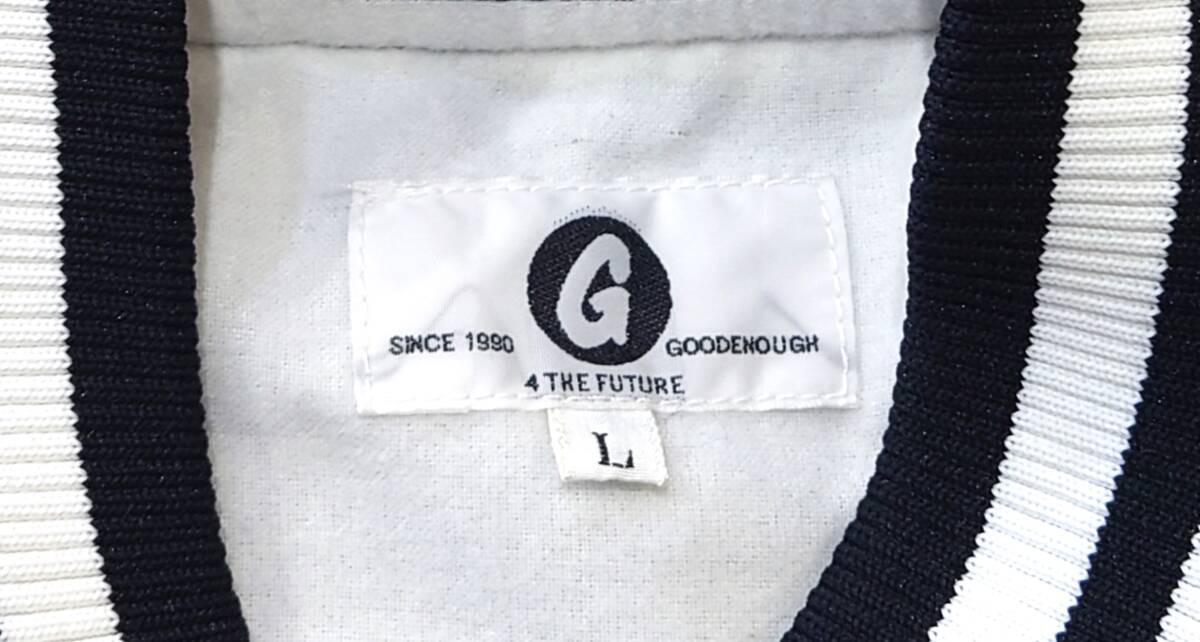 G
SINCE 1990 GOODENOUGH
4 THE FUTURE
L